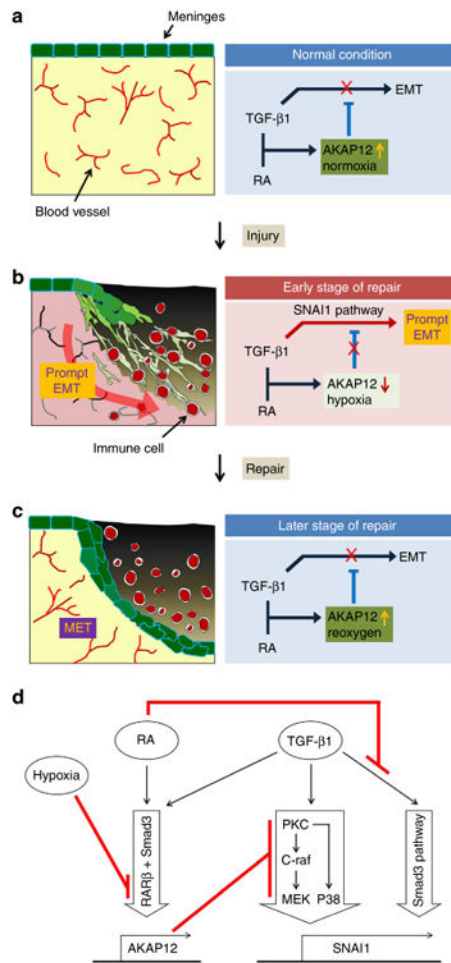 a
Meninges
Blood vessel
Normal condition
EMT
TGF-β1
AKAP12
normoxia
RA
Injury
b
Prompt
EMT
Immune cell
Early stage of repair
SNAI1 pathway
Prompt
EMT
TGF-β1
AKAP12
hypoxia
RA
Repair
c
MET
Later stage of repair
EMT
TGF-β1
AKAP12
reoxygen
RA
d
RA
TGF-β1
Hypoxia
RARβ + Smad3
PKC
C-raf
MEK P38
Smad3 pathway
AKAP12
SNAI1